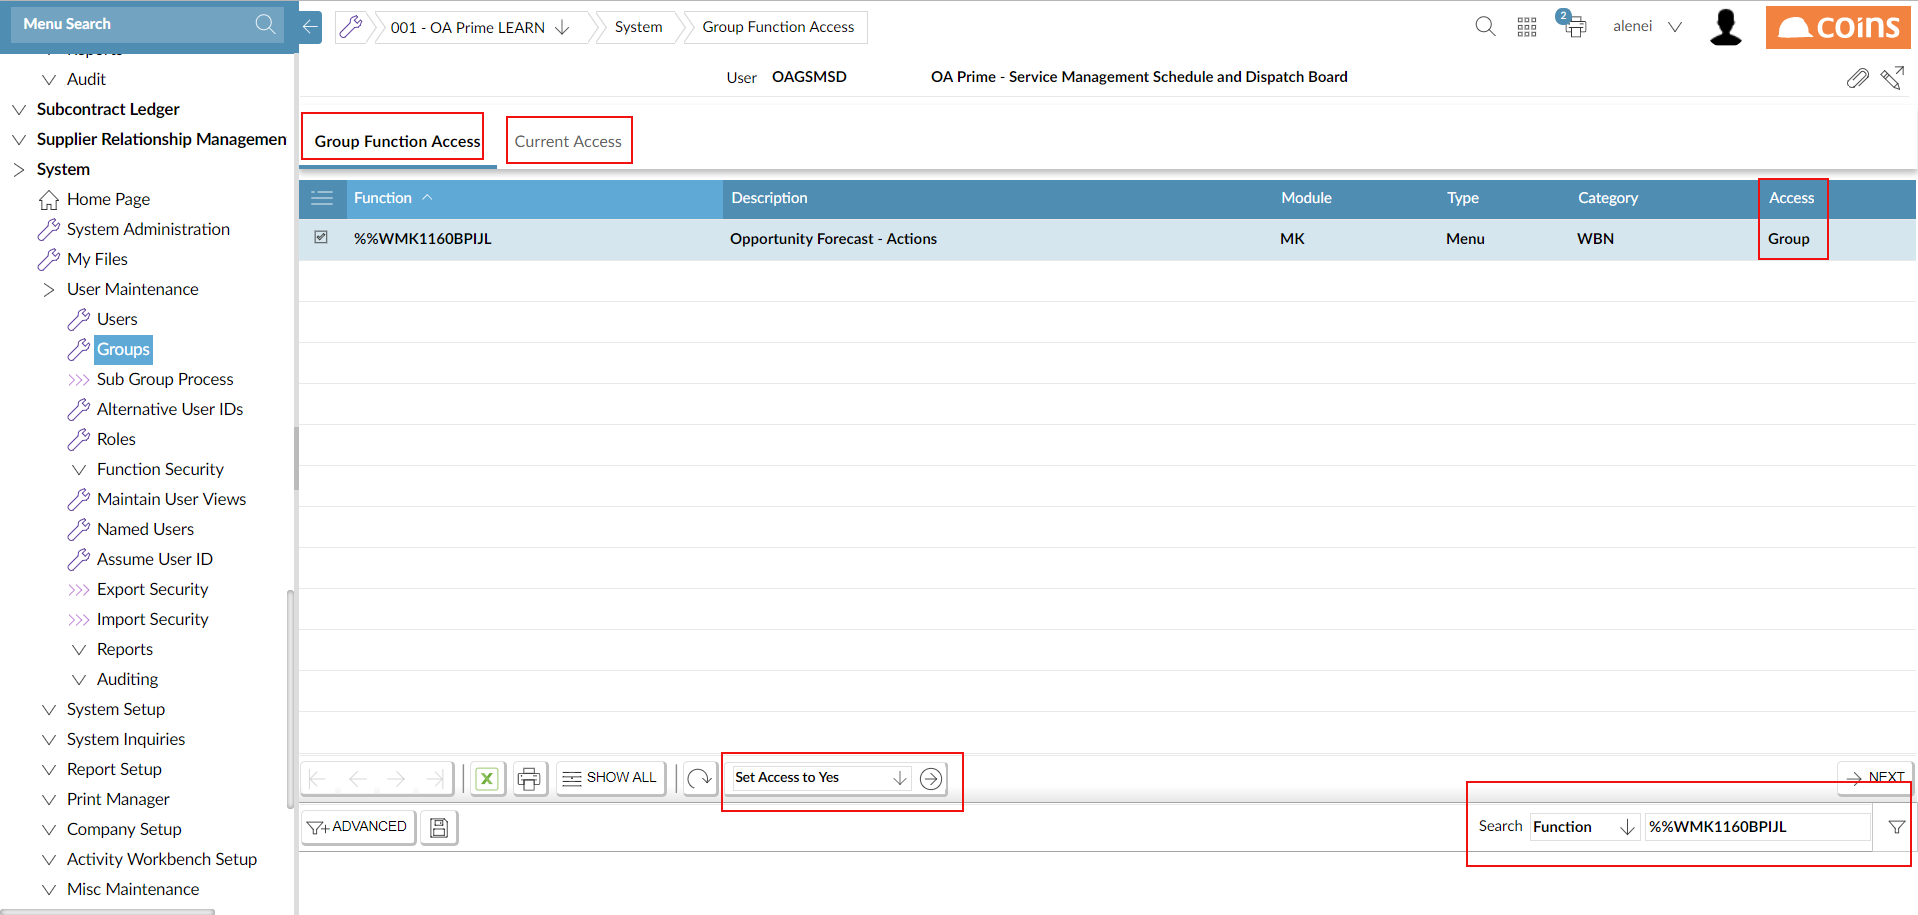 Menu Search
001 - OA Prime LEARN
System
Group Function Access
2
alenei
coins
User OAGSMSD OA Prime - Service Management Schedule and Dispatch Board
Reports
Audit
Subcontract Ledger
Supplier Relationship Managemen
System
Home Page
System Administration
My Files
User Maintenance
Users
Groups
Sub Group Process
Alternative User IDs
Roles
Function Security
Maintain User Views
Named Users
Assume User ID
Export Security
Import Security
Reports
Auditing
System Setup
System Inquiries
Report Setup
Print Manager
Company Setup
Activity Workbench Setup
Misc Maintenance
Group Function Access Current Access
Function Description Module Type Category Access
%%WMK1160BPIJL Opportunity Forecast - Actions MK Menu WBN Group
X SHOW ALL Set Access to Yes NEXT
ADVANCED Search Function %%WMK1160BPIJL